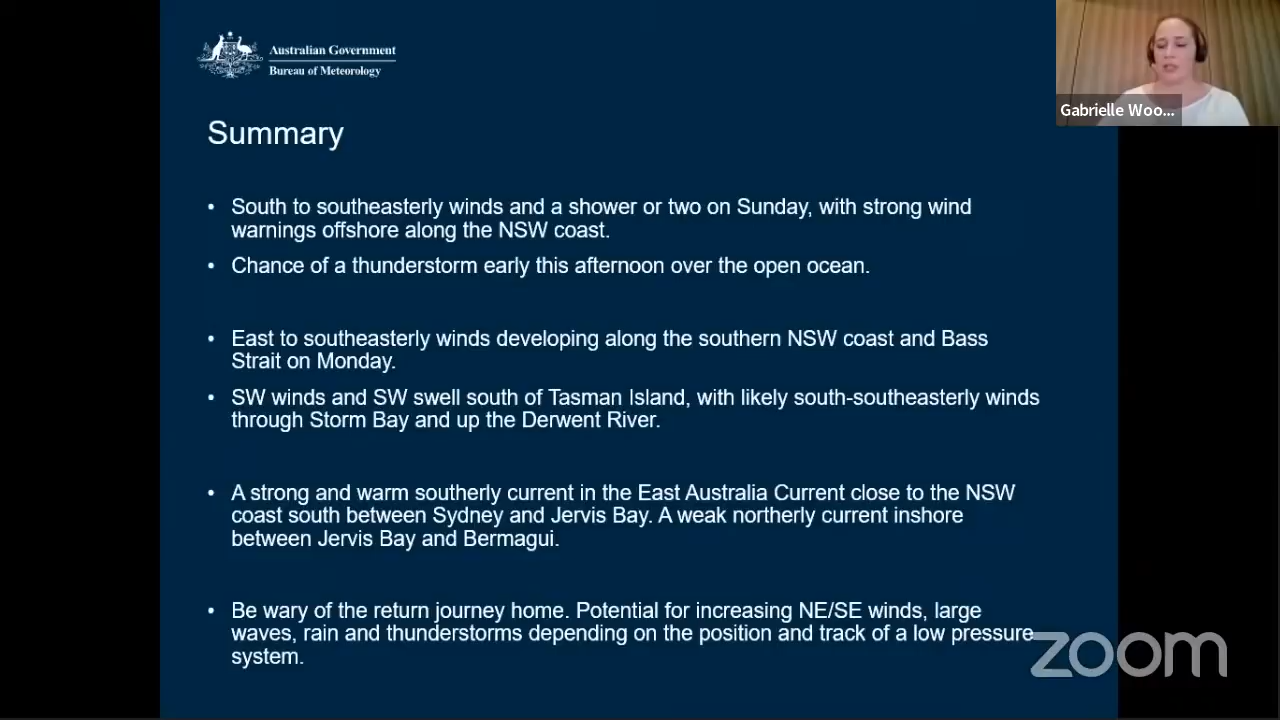 Australian Government
Bureau of Meteorology
Gabrielle Woo...
Summary
• South to southeasterly winds and a shower or two on Sunday, with strong wind
warnings offshore along the NSW coast.
• Chance of a thunderstorm early this afternoon over the open ocean.
• East to southeasterly winds developing along the southern NSW coast and Bass
Strait on Monday.
• SW winds and SW swell south of Tasman Island, with likely south-southeasterly winds
through Storm Bay and up the Derwent River.
• A strong and warm southerly current in the East Australia Current close to the NSW
coast south between Sydney and Jervis Bay. A weak northerly current inshore
between Jervis Bay and Bermagui.
• Be wary of the return journey home. Potential for increasing NE/SE winds, large
waves, rain and thunderstorms depending on the position and track of a low pressure
system.
zoom